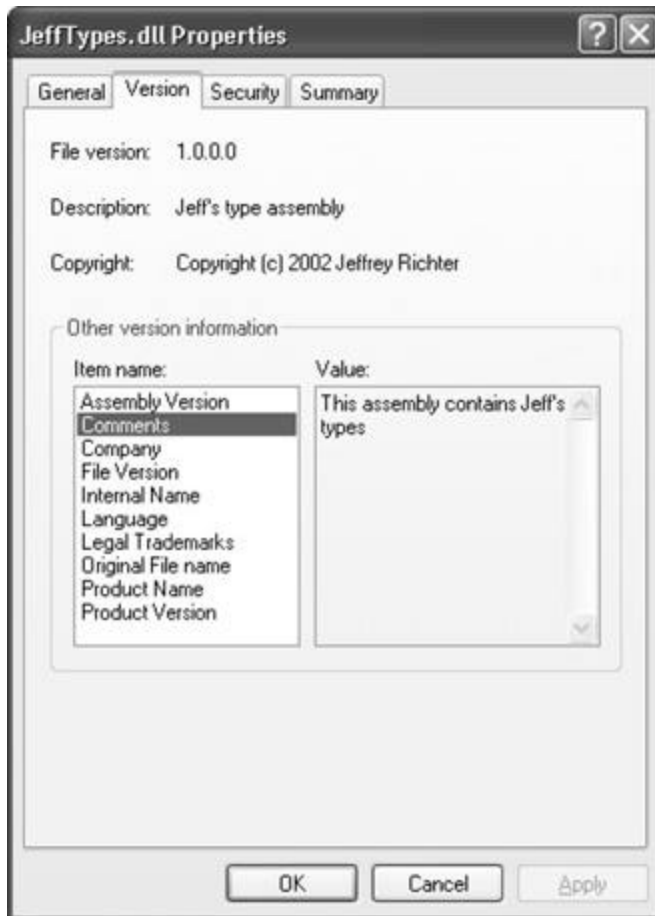 JeffTypes.dll Properties
General Version Security Summary
File version: 1.0.0.0
Description: Jeff's type assembly
Copyright: Copyright (c) 2002 Jeffrey Richter
Other version information
Item name: Value:
Assembly Version
Comments
Company
File Version
Internal Name
Language
Legal Trademarks
Original File name
Product Name
Product Version
This assembly contains Jeff's
types
OK Cancel Apply